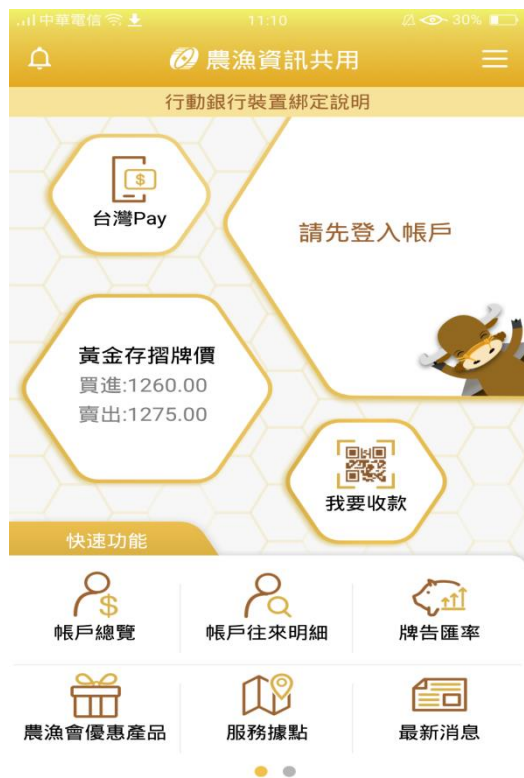 中華電信 11:10 30%
農漁資訊共用
行動銀行裝置綁定說明
台灣Pay
請先登入帳戶
黃金存摺牌價
買進:1260.00
賣出:1275.00
我要收款
快速功能
帳戶總覽 帳戶往來明細 牌告匯率
農漁會優惠產品 服務據點 最新消息